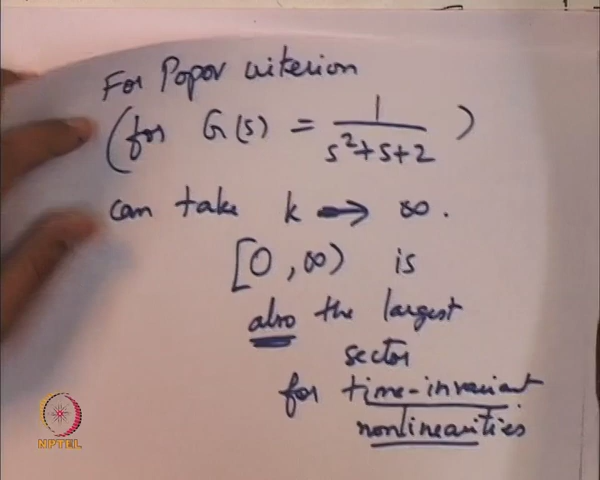 For Popov criterion
(for G(s) = 1/(s²+s+2))
can take k → ∞.
[0, ∞) is
also the largest
sector
for time-invariant
nonlinearities
NPTEL